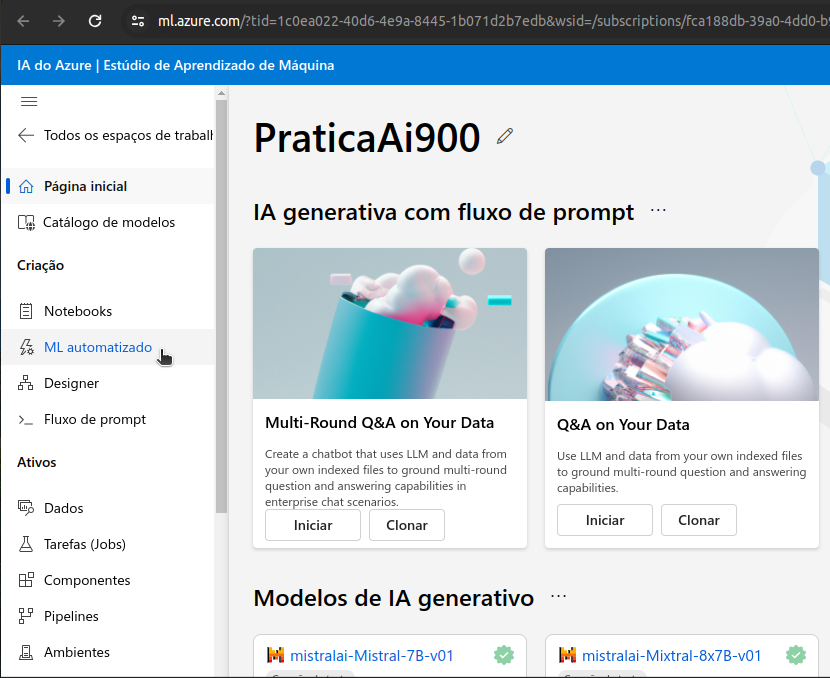 ml.azure.com/?tid=1c0ea022-40d6-4e9a-8445-1b071d2b7edb&wsid=/subscriptions/fca188db-39a0-4dd0-b
IA do Azure | Estúdio de Aprendizado de Máquina
Todos os espaços de trabalh
Página inicial
Catálogo de modelos
Criação
Notebooks
ML automatizado
Designer
Fluxo de prompt
Ativos
Dados
Tarefas (Jobs)
Componentes
Pipelines
Ambientes
PraticaAi900
IA generativa com fluxo de prompt ...
Multi-Round Q&A on Your Data
Create a chatbot that uses LLM and data from
your own indexed files to ground multi-round
question and answering capabilities in
enterprise chat scenarios.
Iniciar Clonar
Q&A on Your Data
Use LLM and data from your own indexed files
to ground multi-round question and answering
capabilities.
Iniciar Clonar
Modelos de IA generativo ...
mistralai-Mistral-7B-v01
mistralai-Mixtral-8x7B-v01